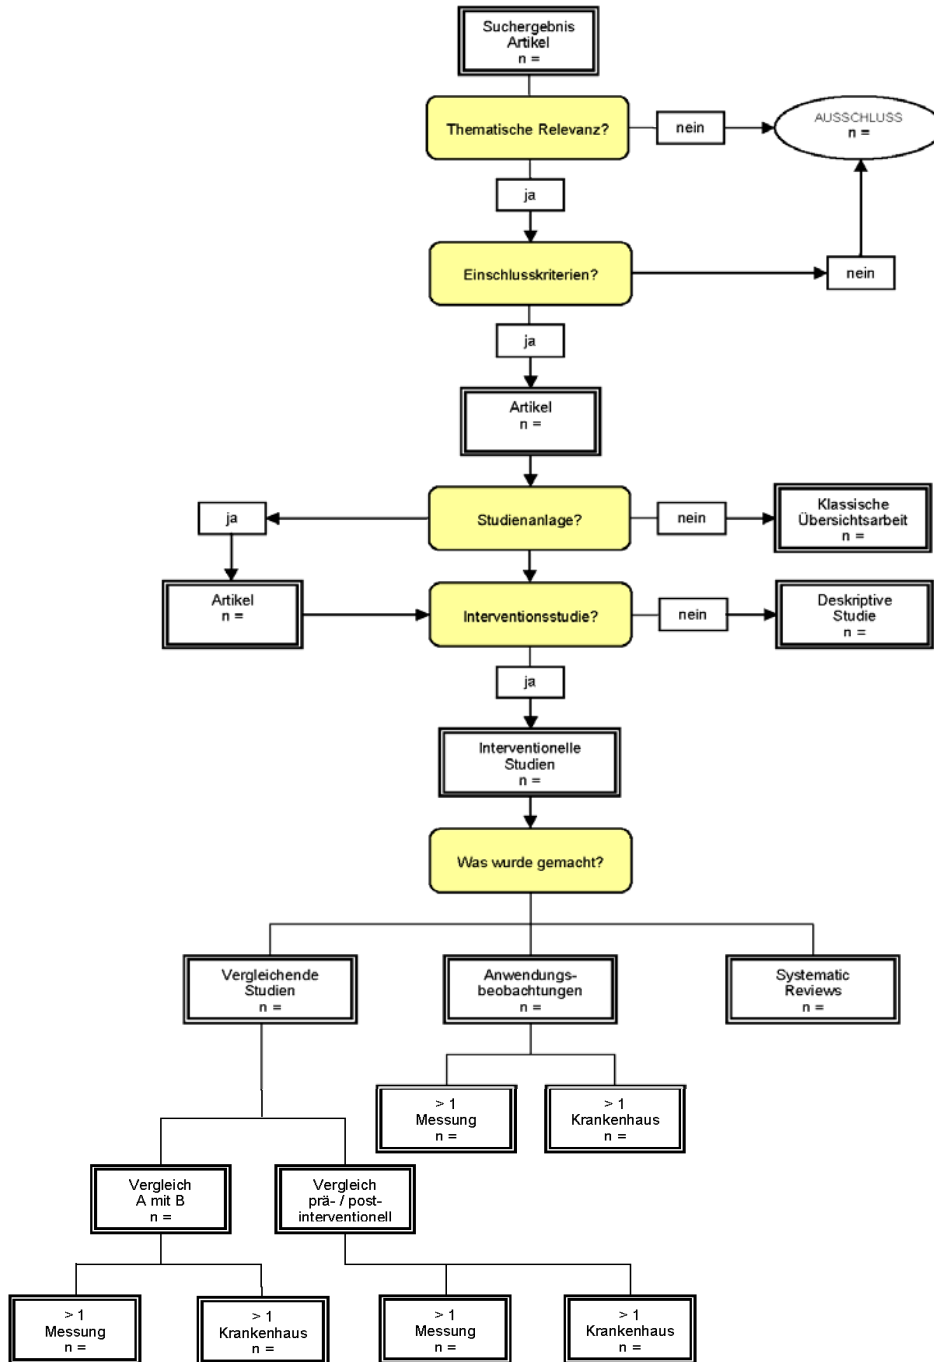 Suchergebnis
Artikel
n =
Thematische Relevanz?
nein
AUSSCHLUSS
n =
ja
Einschlusskriterien?
nein
ja
Artikel
n =
ja
Studienanlage?
nein
Klassische
Übersichtsarbeit
n =
Artikel
n =
Interventionsstudie?
nein
Deskriptive
Studie
n =
ja
Interventionelle
Studien
n =
Was wurde gemacht?
Vergleichende
Studien
n =
Anwendungs-
beobachtungen
n =
Systematic
Reviews
n =
> 1
Messung
n =
> 1
Krankenhaus
n =
Vergleich
A mit B
n =
Vergleich
prä- / post-
interventionell
> 1
Messung
n =
> 1
Krankenhaus
n =
> 1
Messung
n =
> 1
Krankenhaus
n =